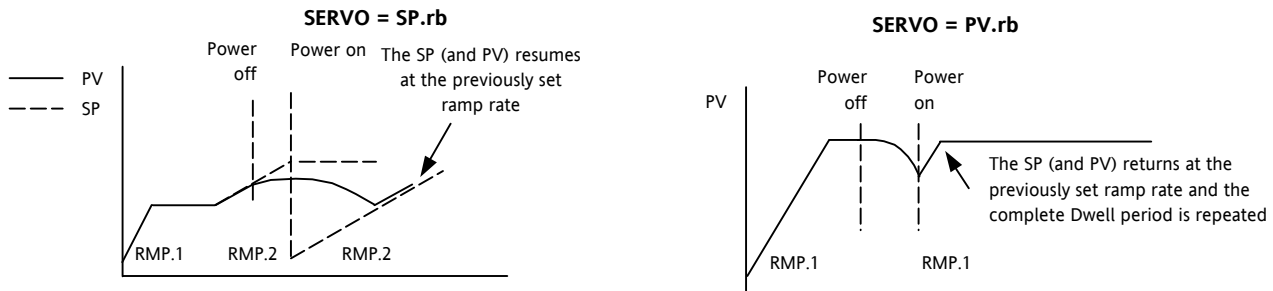 SERVO = SP.rb
Power
off
Power on
The SP (and PV) resumes
at the previously set
ramp rate
PV
SP
RMP.1
RMP.2
RMP.2
SERVO = PV.rb
Power
off
Power
on
PV
The SP (and PV) returns at the
previously set ramp rate and the
complete Dwell period is repeated
RMP.1
RMP.1